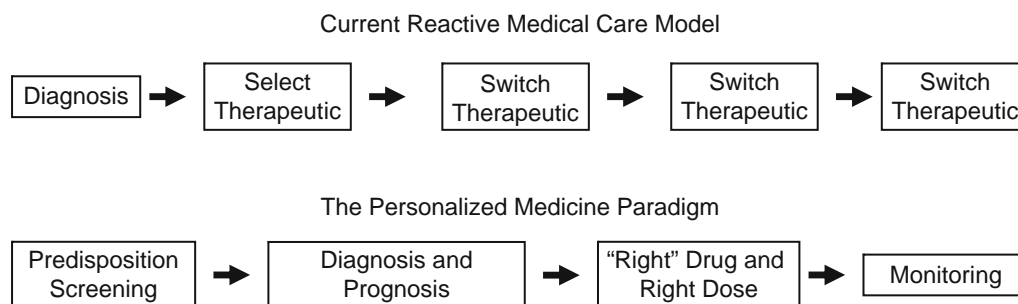 Current Reactive Medical Care Model
Diagnosis
Select
Therapeutic
Switch
Therapeutic
Switch
Therapeutic
Switch
Therapeutic
The Personalized Medicine Paradigm
Predisposition
Screening
Diagnosis and
Prognosis
“Right” Drug and
Right Dose
Monitoring